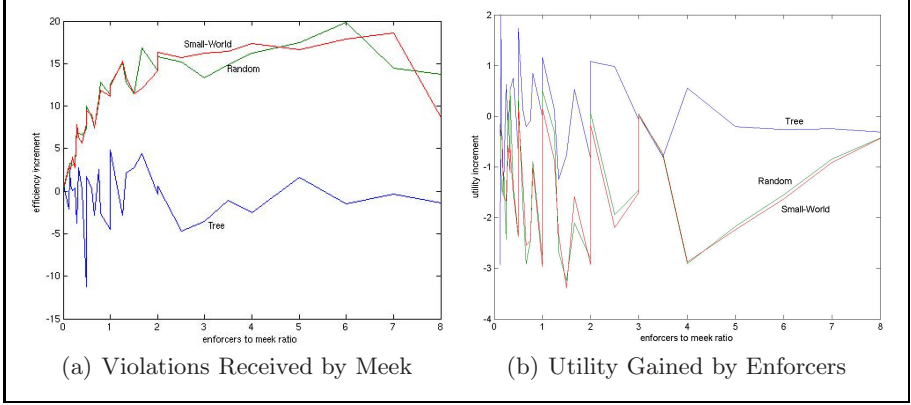 20
15
10
5
0
-5
-10
-15
efficiency increment
Small-World
Random
Tree
0 1 2 3 4 5 6 7 8
enforcers to meek ratio
(a) Violations Received by Meek
2
1
0
-1
-2
-3
-4
utility increment
Tree
Random
Small-World
0 1 2 3 4 5 6 7 8
enforcers to meek ratio
(b) Utility Gained by Enforcers